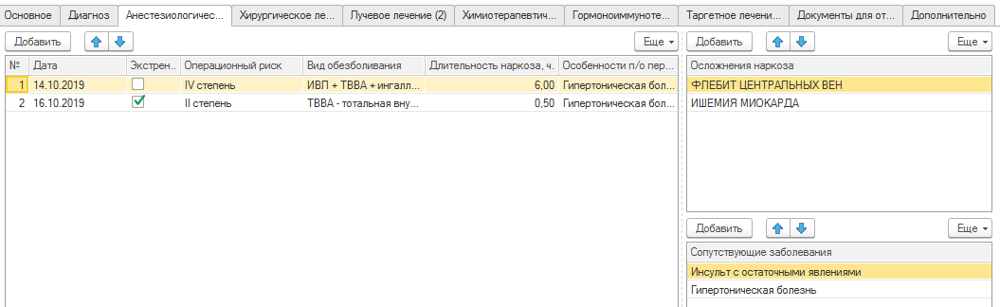 Основное Диагноз Анестезиологичес... Хирургическое ле... Лучевое лечение (2) Химиотерапевтич... Гормоноиммуноте... Таргетное лечени... Документы для от... Дополнительно
Добавить Еще
№ Дата Экстрен... Операционный риск Вид обезболивания Длительность наркоза, ч. Особенности п/о пер...
1 14.10.2019 IV степень ИВЛ + ТВВА + ингалл... 6,00 Гипертоническая бол...
2 16.10.2019 II степень ТВВА - тотальная вну... 0,50 Гипертоническая бол...
Добавить Еще
Осложнения наркоза
ФЛЕБИТ ЦЕНТРАЛЬНЫХ ВЕН
ИШЕМИЯ МИОКАРДА
Добавить Еще
Сопутствующие заболевания
Инсульт с остаточными явлениями
Гипертоническая болезнь